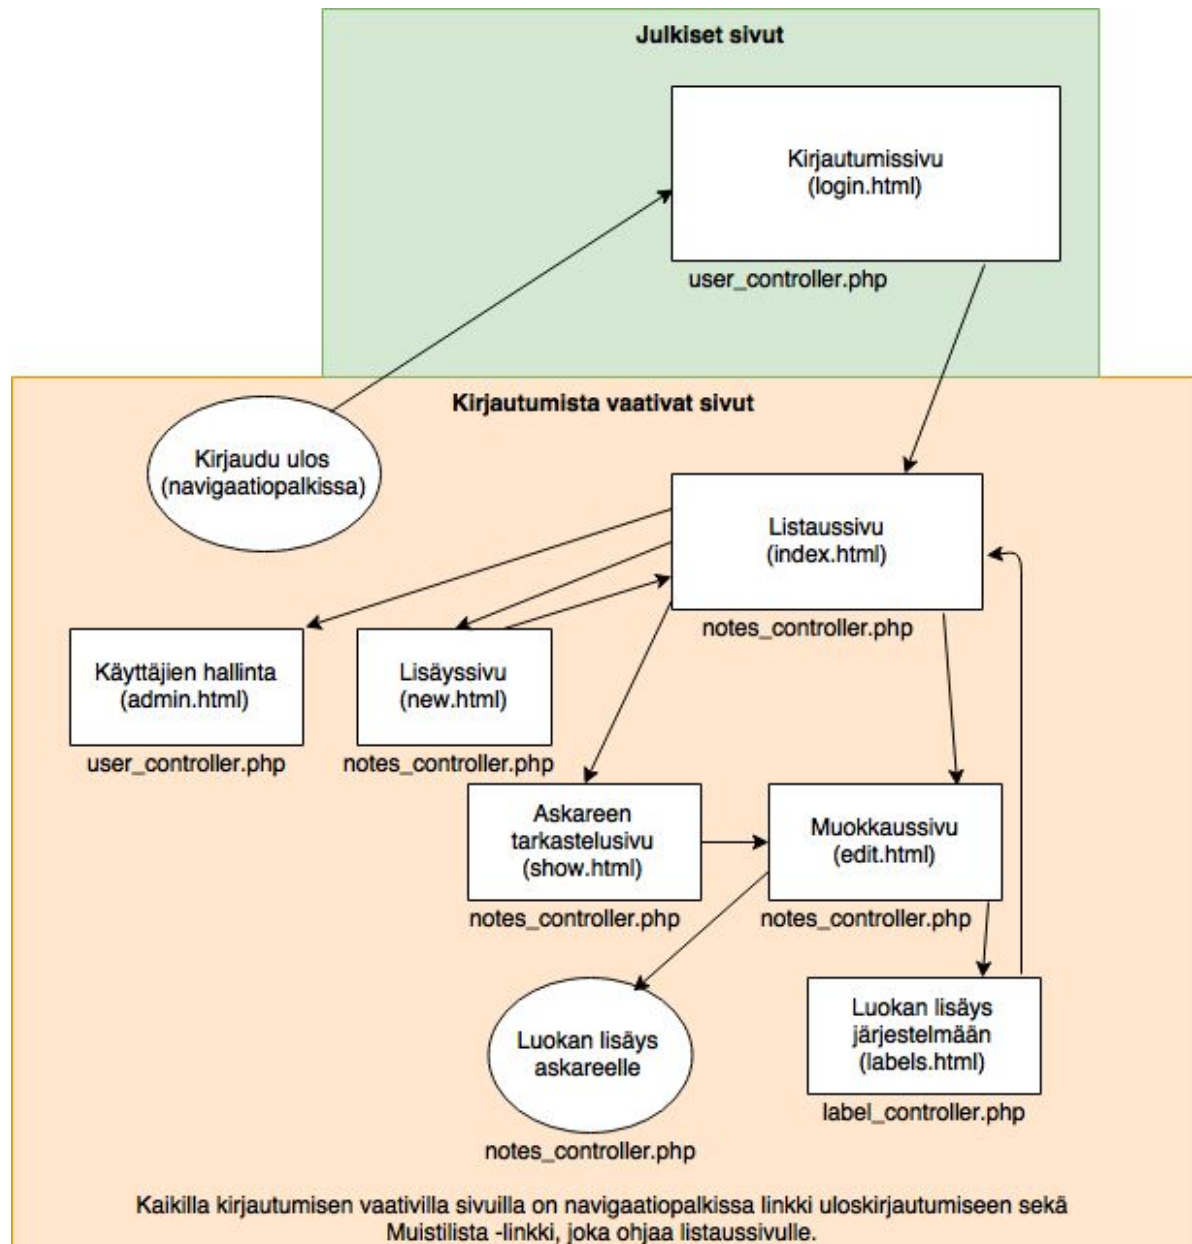 Julkiset sivut
Kirjautumissivu
(login.html)
user_controller.php
Kirjautumista vaativat sivut
Kirjaudu ulos
(navigaatiopalkissa)
Listaussivu
(index.html)
notes_controller.php
Käyttäjien hallinta
(admin.html)
user_controller.php
Lisäyssivu
(new.html)
notes_controller.php
Askareen
tarkastelusivu
(show.html)
notes_controller.php
Muokkaussivu
(edit.html)
notes_controller.php
Luokan lisäys
askareelle
notes_controller.php
Luokan lisäys
järjestelmään
(labels.html)
label_controller.php
Kaikilla kirjautumisen vaativilla sivuilla on navigaatiopalkissa linkki uloskirjautumiseen sekä
Muistilista -linkki, joka ohjaa listaussivulle.